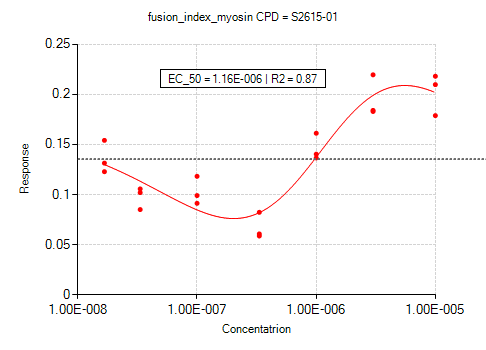 fusion_index_myosin CPD = S2615-01
0.25
EC_50 = 1.16E-006 | R2 = 0.87
0.2
0.15
Response
0.1
0.05
0
1.00E-008 1.00E-007 1.00E-006 1.00E-005
Concentatrion